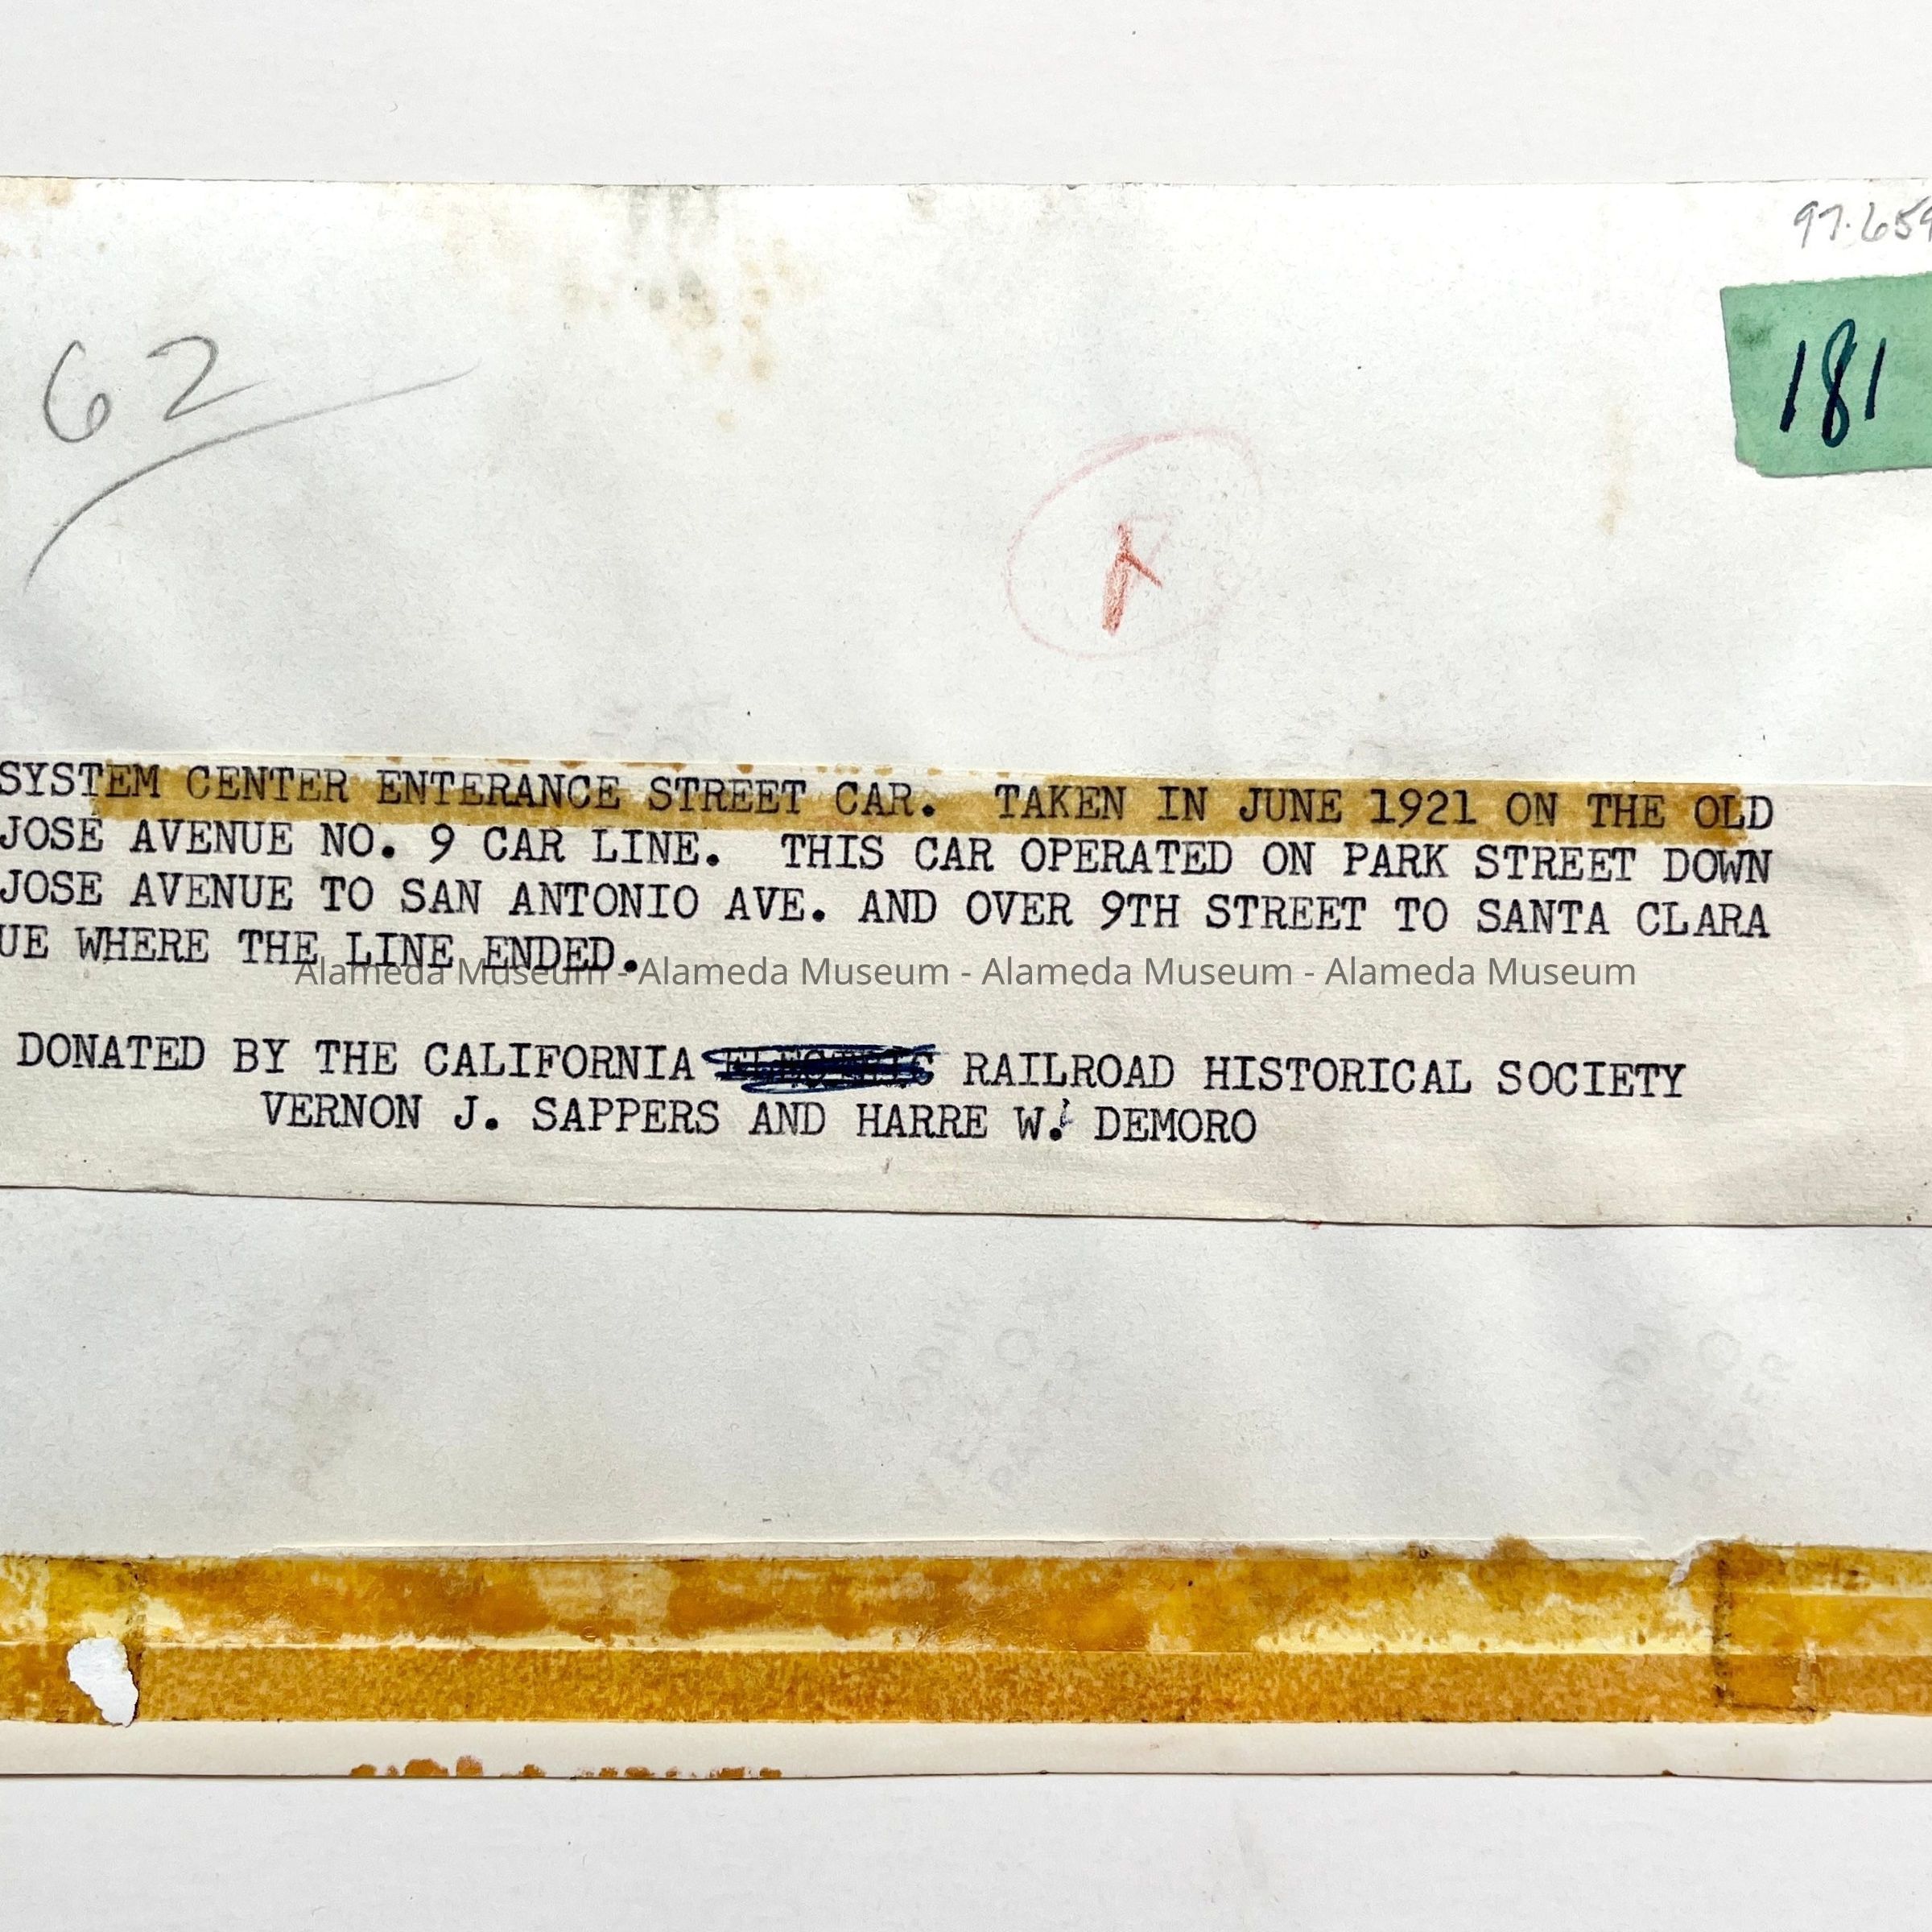 97.659
62
181
SYSTEM CENTER ENTERANCE STREET CAR. TAKEN IN JUNE 1921 ON THE OLD
JOSE AVENUE NO. 9 CAR LINE. THIS CAR OPERATED ON PARK STREET DOWN
JOSE AVENUE TO SAN ANTONIO AVE. AND OVER 9TH STREET TO SANTA CLARA
UE WHERE THE LINE ENDED.
Alameda Museum - Alameda Museum - Alameda Museum - Alameda Museum
DONATED BY THE CALIFORNIA ELECTRIC RAILROAD HISTORICAL SOCIETY
VERNON J. SAPPERS AND HARRE W. DEMORO